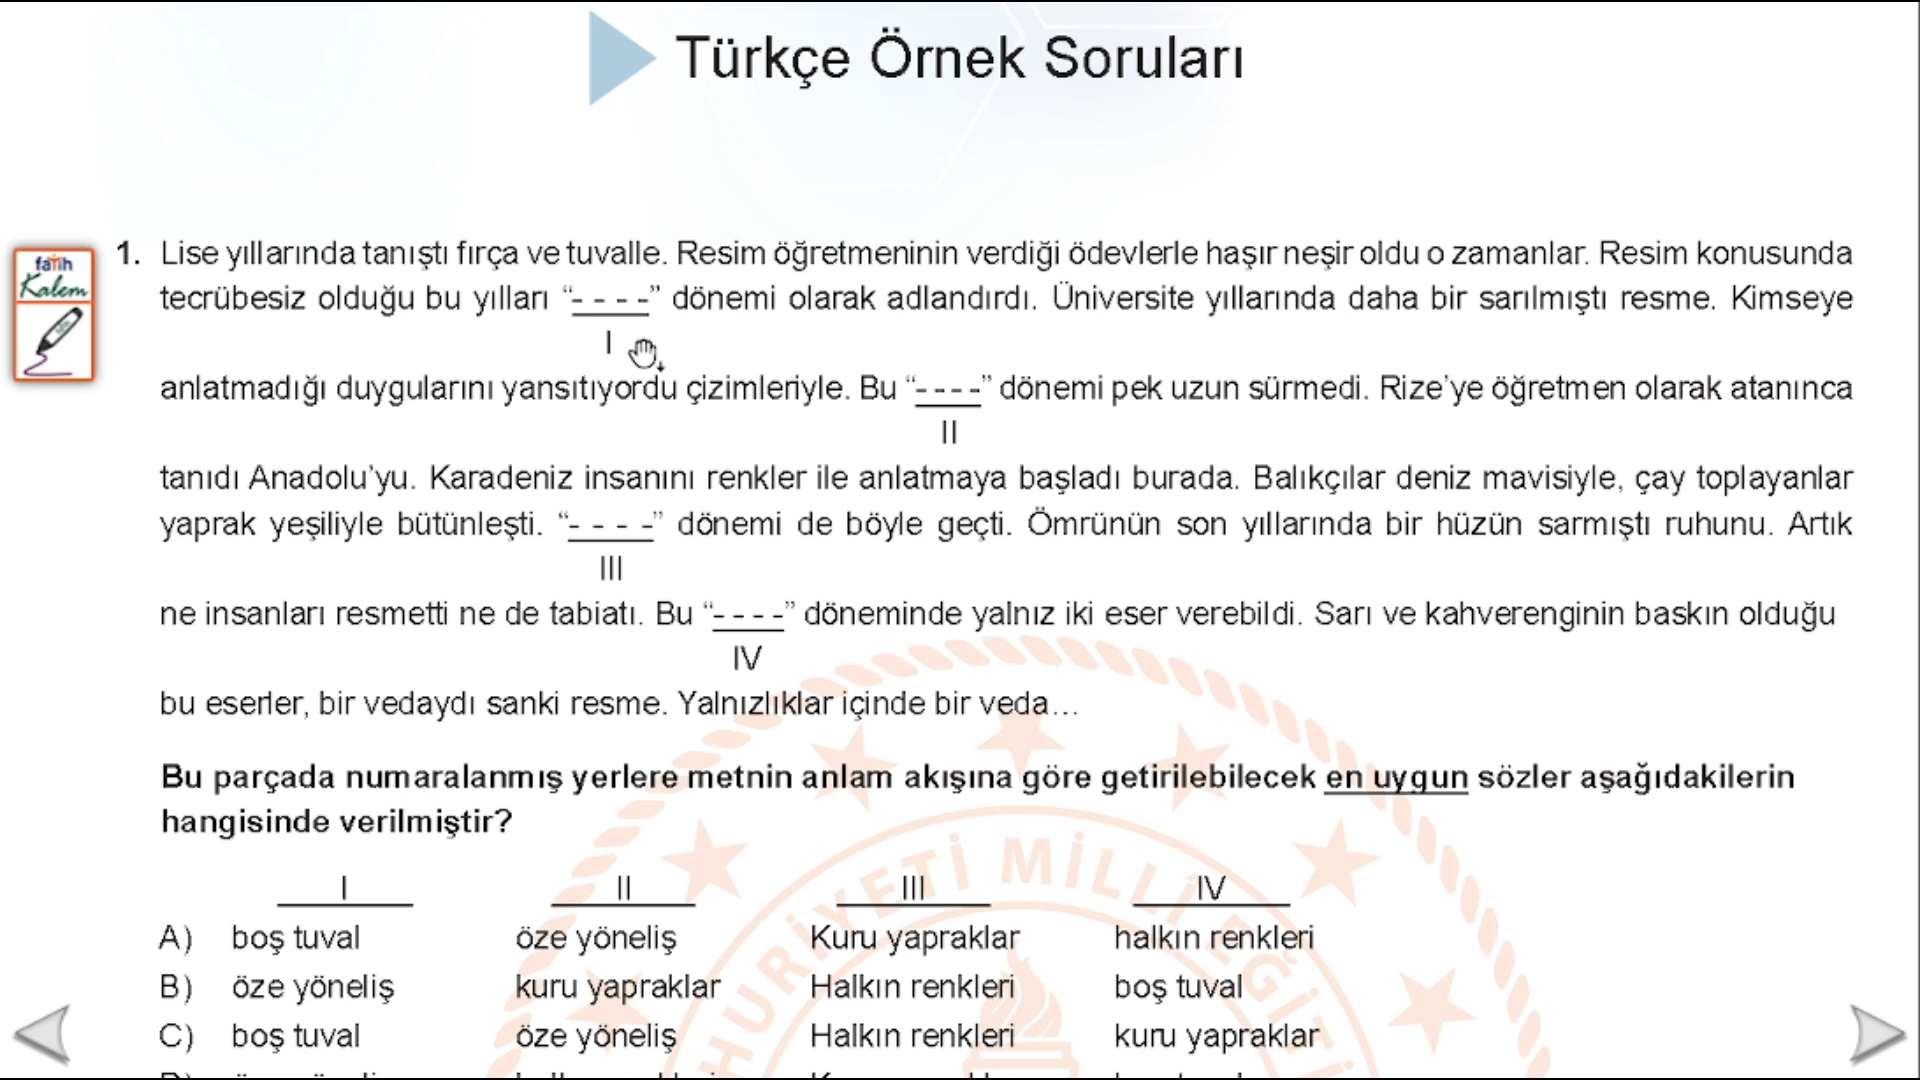 Türkçe Örnek Soruları
fatih
Kalem
1. Lise yıllarında tanıştı fırça ve tuvalle. Resim öğretmeninin verdiği ödevlerle haşır neşir oldu o zamanlar. Resim konusunda
tecrübesiz olduğu bu yılları “- - - -” dönemi olarak adlandırdı. Üniversite yıllarında daha bir sarılmıştı resme. Kimseye
I
anlatmadığı duygularını yansıtıyordu çizimleriyle. Bu “- - - -” dönemi pek uzun sürmedi. Rize’ye öğretmen olarak atanınca
II
tanıdı Anadolu’yu. Karadeniz insanını renkler ile anlatmaya başladı burada. Balıkçılar deniz mavisiyle, çay toplayanlar
yaprak yeşiliyle bütünleşti. “- - - -” dönemi de böyle geçti. Ömrünün son yıllarında bir hüzün sarmıştı ruhunu. Artık
III
ne insanları resmetti ne de tabiatı. Bu “- - - -” döneminde yalnız iki eser verebildi. Sarı ve kahverenginin baskın olduğu
IV
bu eserler, bir vedaydı sanki resme. Yalnızlıklar içinde bir veda…
Bu parçada numaralanmış yerlere metnin anlam akışına göre getirilebilecek en uygun sözler aşağıdakilerin
hangisinde verilmiştir?
I II III IV
A) boş tuval öze yöneliş Kuru yapraklar halkın renkleri
B) öze yöneliş kuru yapraklar Halkın renkleri boş tuval
C) boş tuval öze yöneliş Halkın renkleri kuru yapraklar
HURİYETİ MİLLİ EĞİTİ